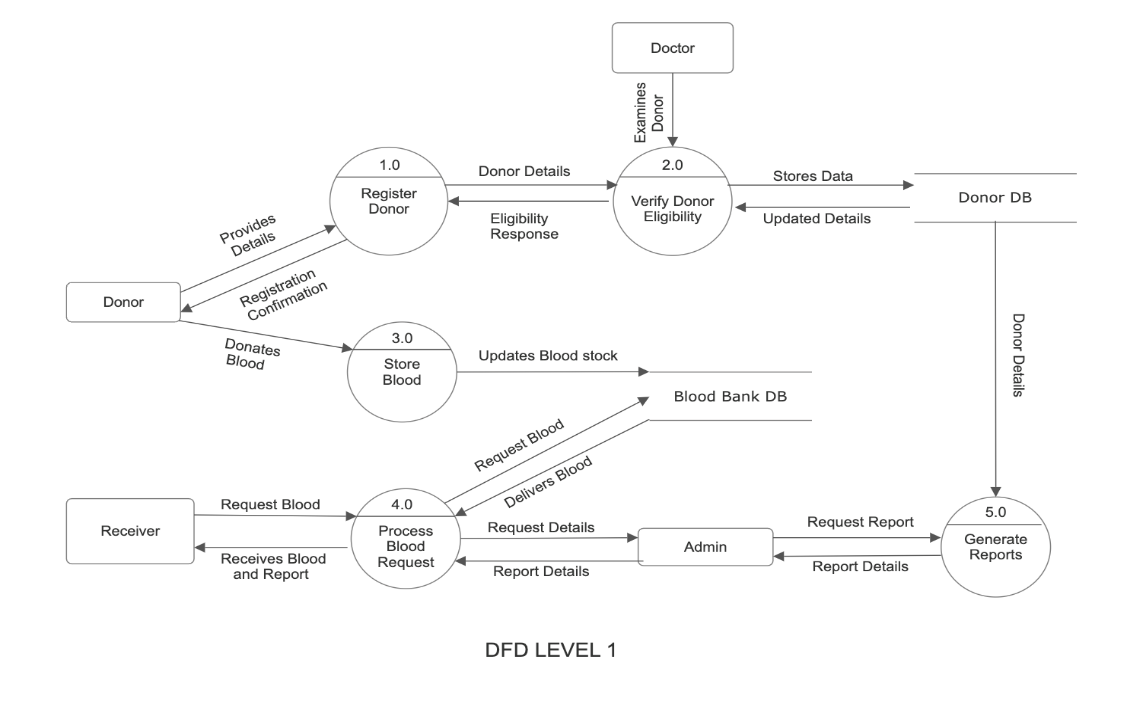 Doctor
Examines
Donor
1.0
Register
Donor
Donor Details
Eligibility
Response
2.0
Verify Donor
Eligibility
Stores Data
Updated Details
Donor DB
Provides
Details
Registration
Confirmation
Donor
Donates
Blood
3.0
Store
Blood
Updates Blood stock
Blood Bank DB
Donor Details
Request Blood
Delivers Blood
Receiver
Request Blood
Receives Blood
and Report
4.0
Process
Blood
Request
Request Details
Report Details
Admin
Request Report
Report Details
5.0
Generate
Reports
DFD LEVEL 1